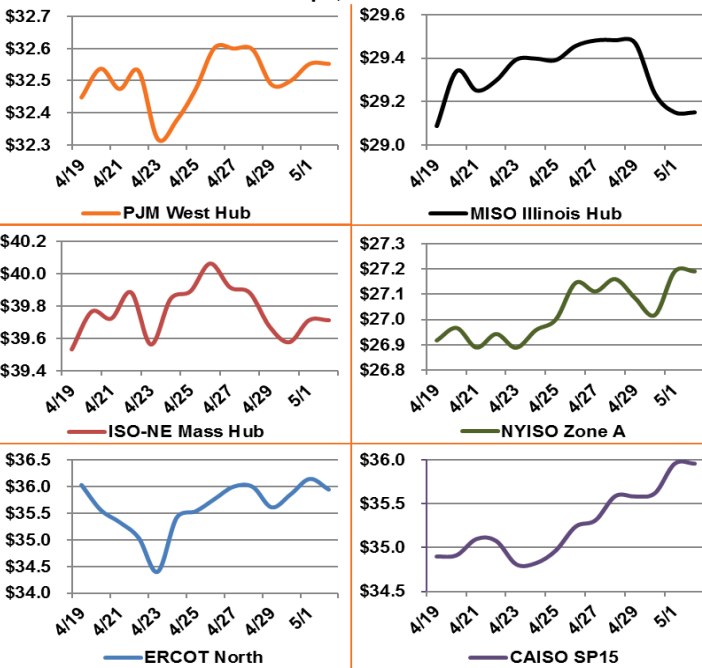 $32.7
$32.6
$32.5
$32.4
$32.3
4/19 4/21 4/23 4/25 4/27 4/29 5/1
PJM West Hub
$29.6
$29.4
$29.2
$29.0
4/19 4/21 4/23 4/25 4/27 4/29 5/1
MISO Illinois Hub
$40.2
$40.0
$39.8
$39.6
$39.4
4/19 4/21 4/23 4/25 4/27 4/29 5/1
ISO-NE Mass Hub
$27.3
$27.2
$27.1
$27.0
$26.9
$26.8
4/19 4/21 4/23 4/25 4/27 4/29 5/1
NYISO Zone A
$36.5
$36.0
$35.5
$35.0
$34.5
$34.0
4/19 4/21 4/23 4/25 4/27 4/29 5/1
ERCOT North
$36.0
$35.5
$35.0
$34.5
4/19 4/21 4/23 4/25 4/27 4/29 5/1
CAISO SP15